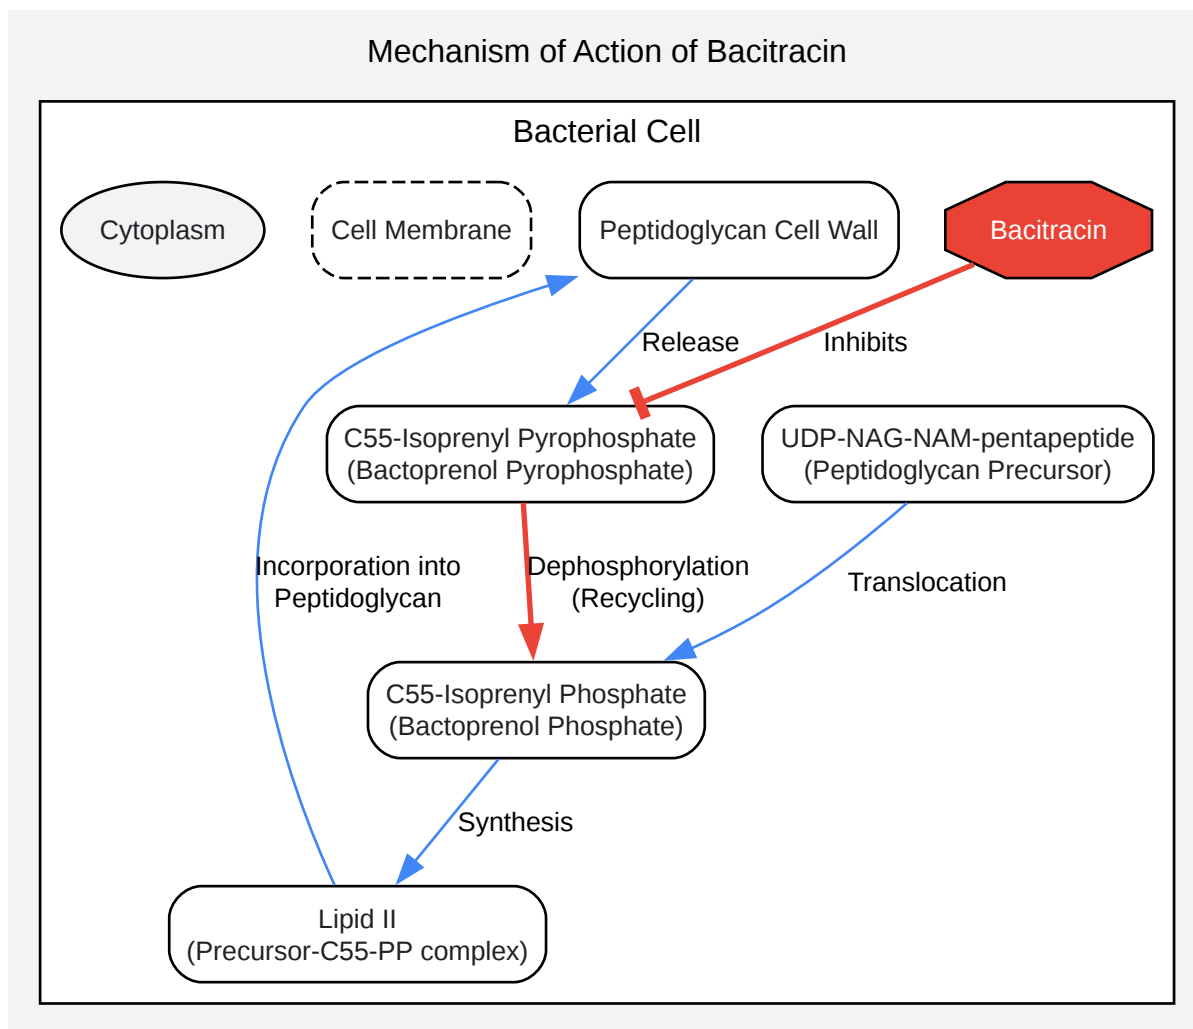 Mechanism of Action of Bacitracin
Bacterial Cell
Cytoplasm
Cell Membrane
Peptidoglycan Cell Wall
Bacitracin
Release
Inhibits
C55-Isoprenyl Pyrophosphate
(Bactoprenol Pyrophosphate)
UDP-NAG-NAM-pentapeptide
(Peptidoglycan Precursor)
Incorporation into
Peptidoglycan
Dephosphorylation
(Recycling)
Translocation
C55-Isoprenyl Phosphate
(Bactoprenol Phosphate)
Synthesis
Lipid II
(Precursor-C55-PP complex)